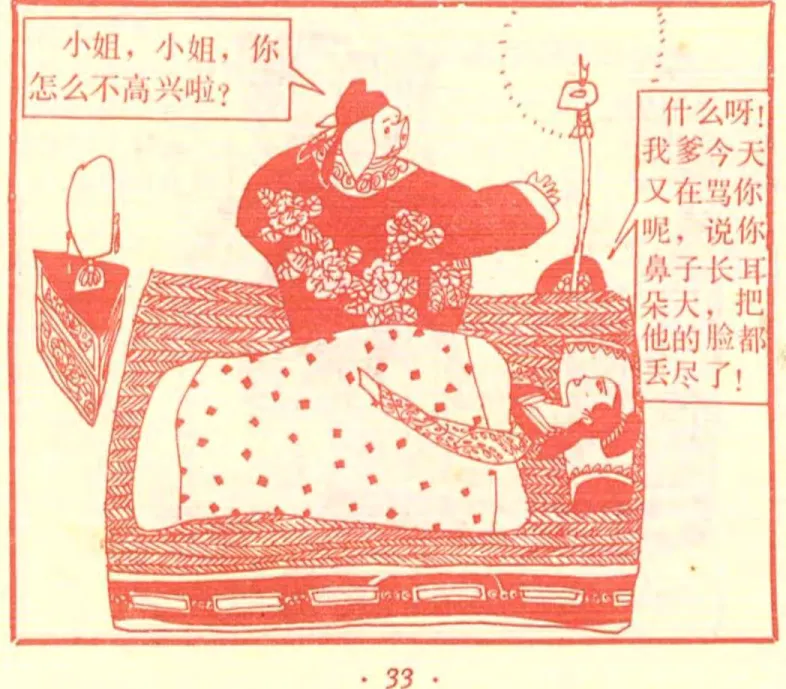 小姐，小姐，你
怎么不高兴啦？
什么呀！
我爹今天
又在骂你
呢，说你
鼻子长耳
朵大，把
他的脸都
丢尽了！
· 33 ·